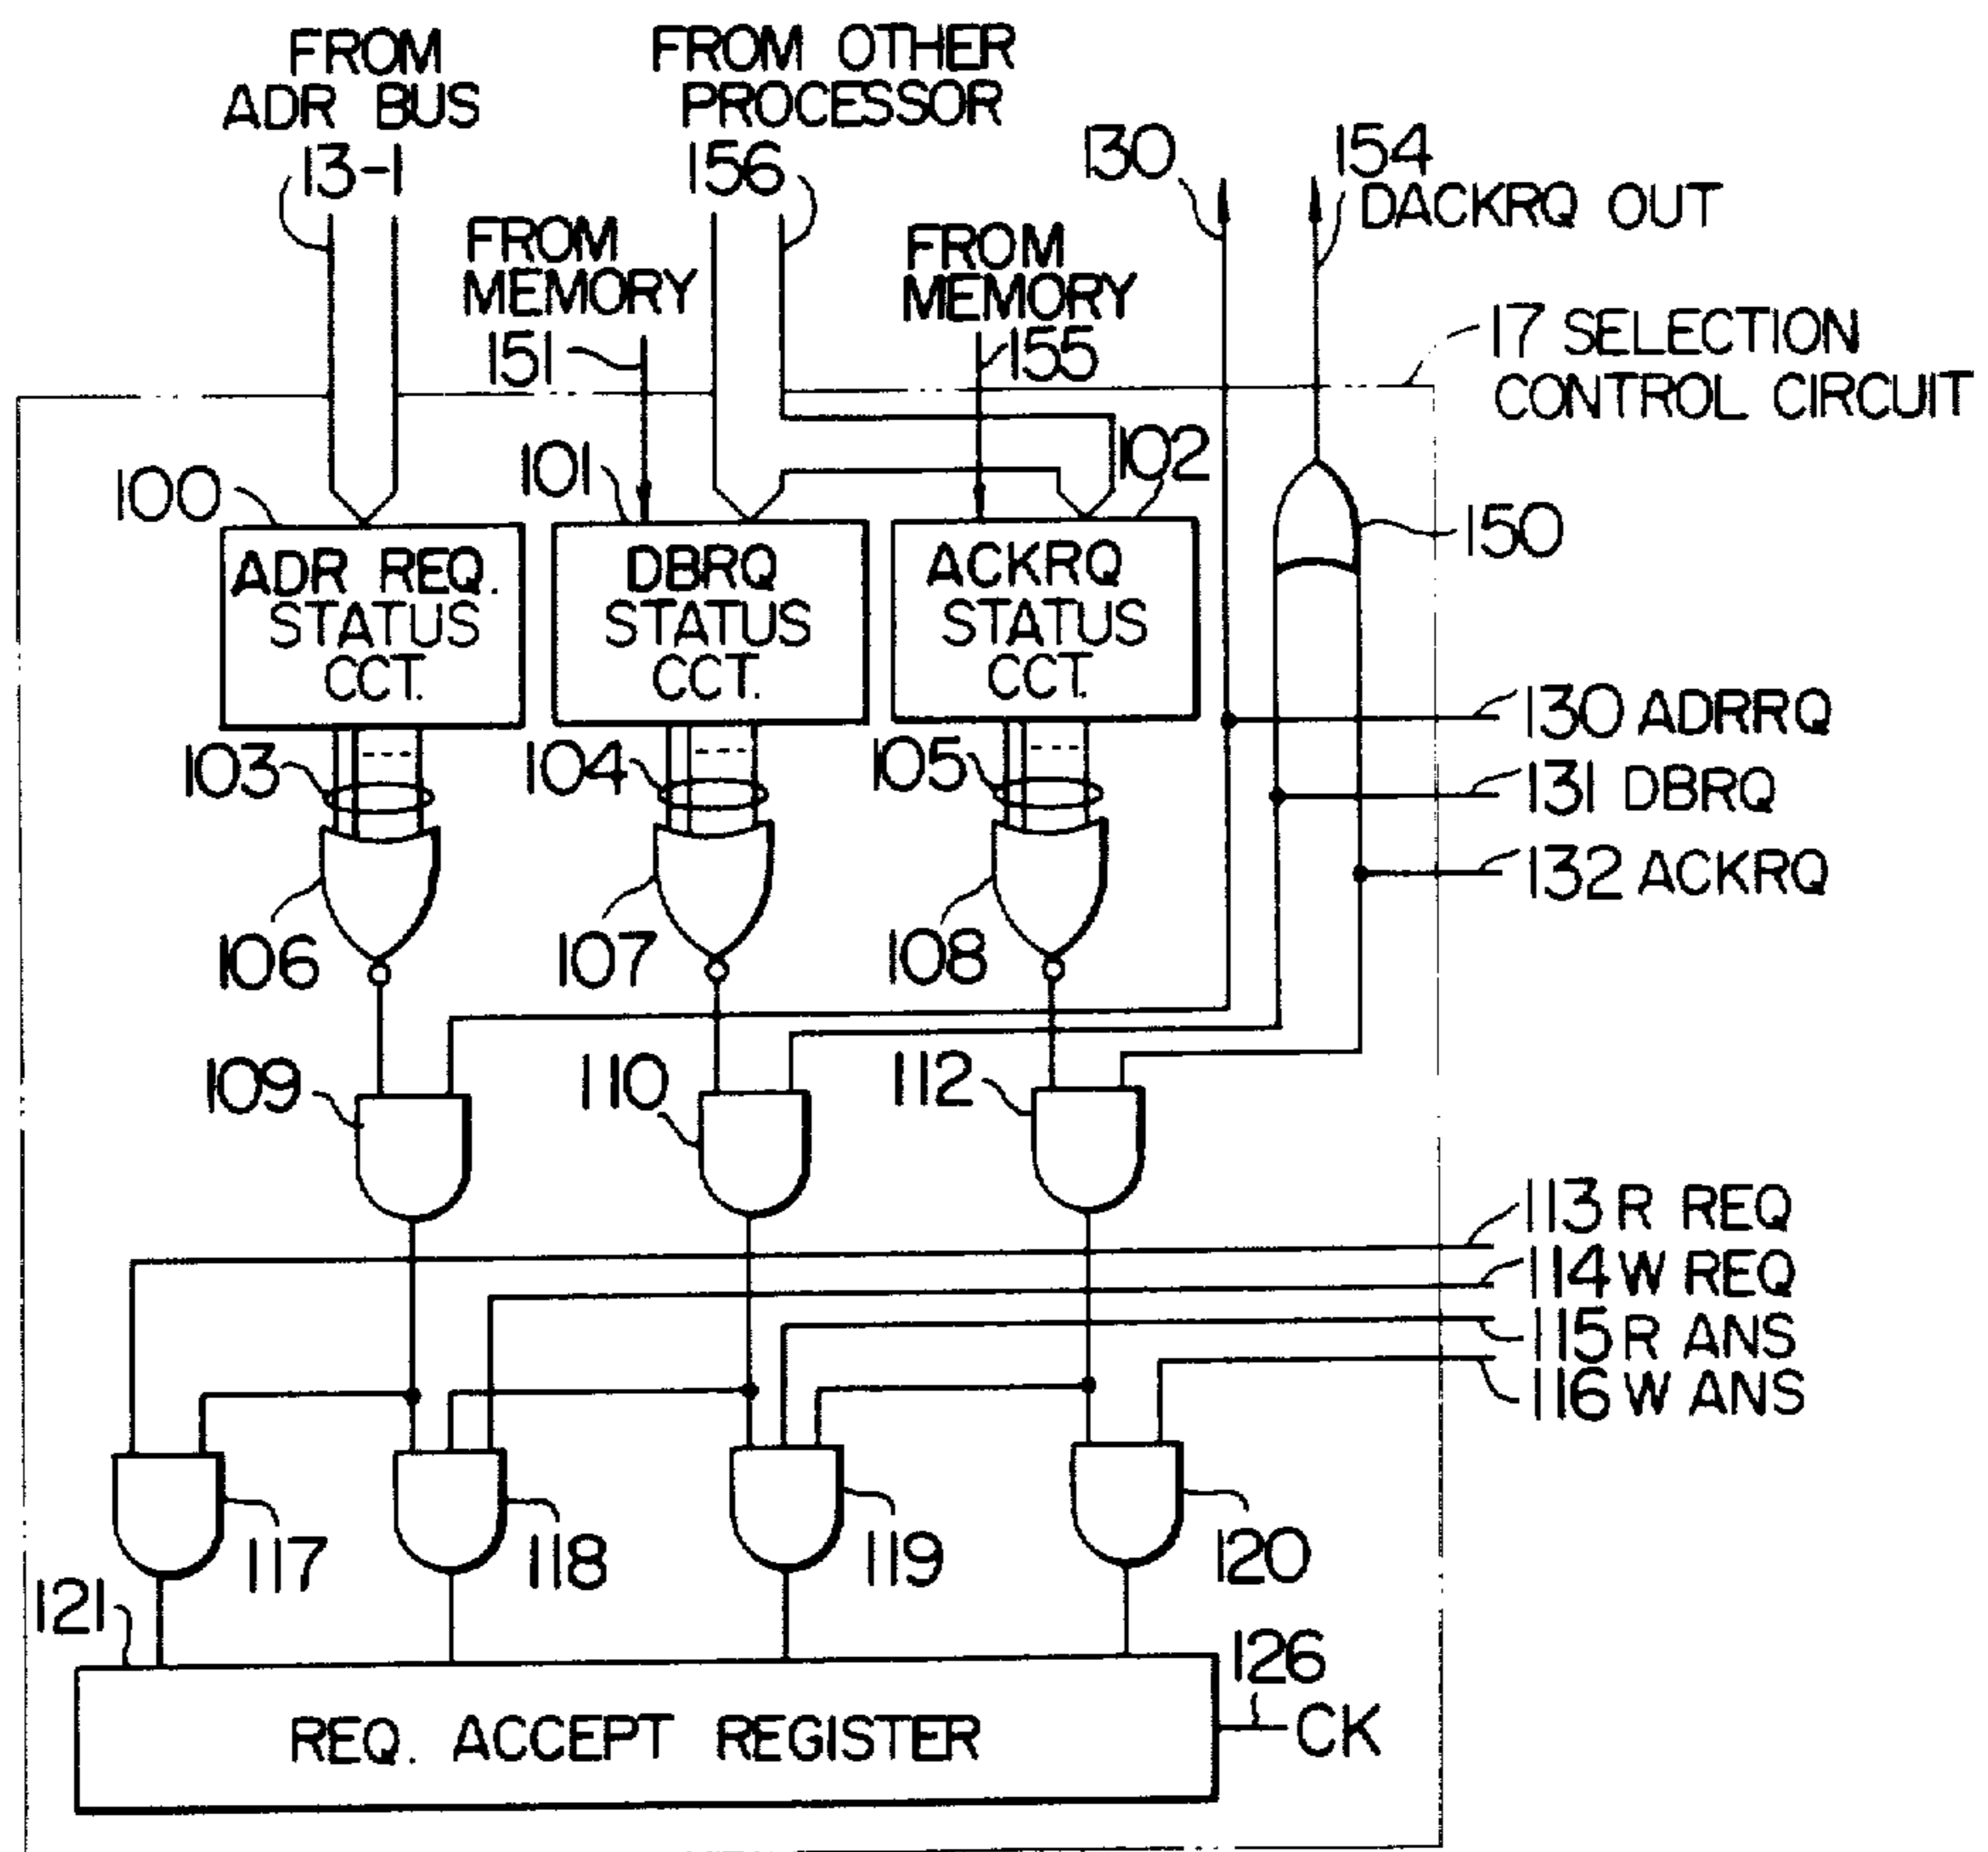 FROM
ADR BUS
13-1
FROM OTHER
PROCESSOR
156
130
154
DACKRQ OUT
FROM
MEMORY
151
FROM
MEMORY
155
17 SELECTION
CONTROL CIRCUIT
100
101
102
150
ADR REQ.
STATUS
CCT.
DBRQ
STATUS
CCT.
ACKRQ
STATUS
CCT.
130 ADRRQ
131 DBRQ
132 ACKRQ
103
104
105
106
107
108
109
110
112
113 R REQ
114 W REQ
115 R ANS
116 W ANS
117
118
119
120
121
126
REQ. ACCEPT REGISTER
CK